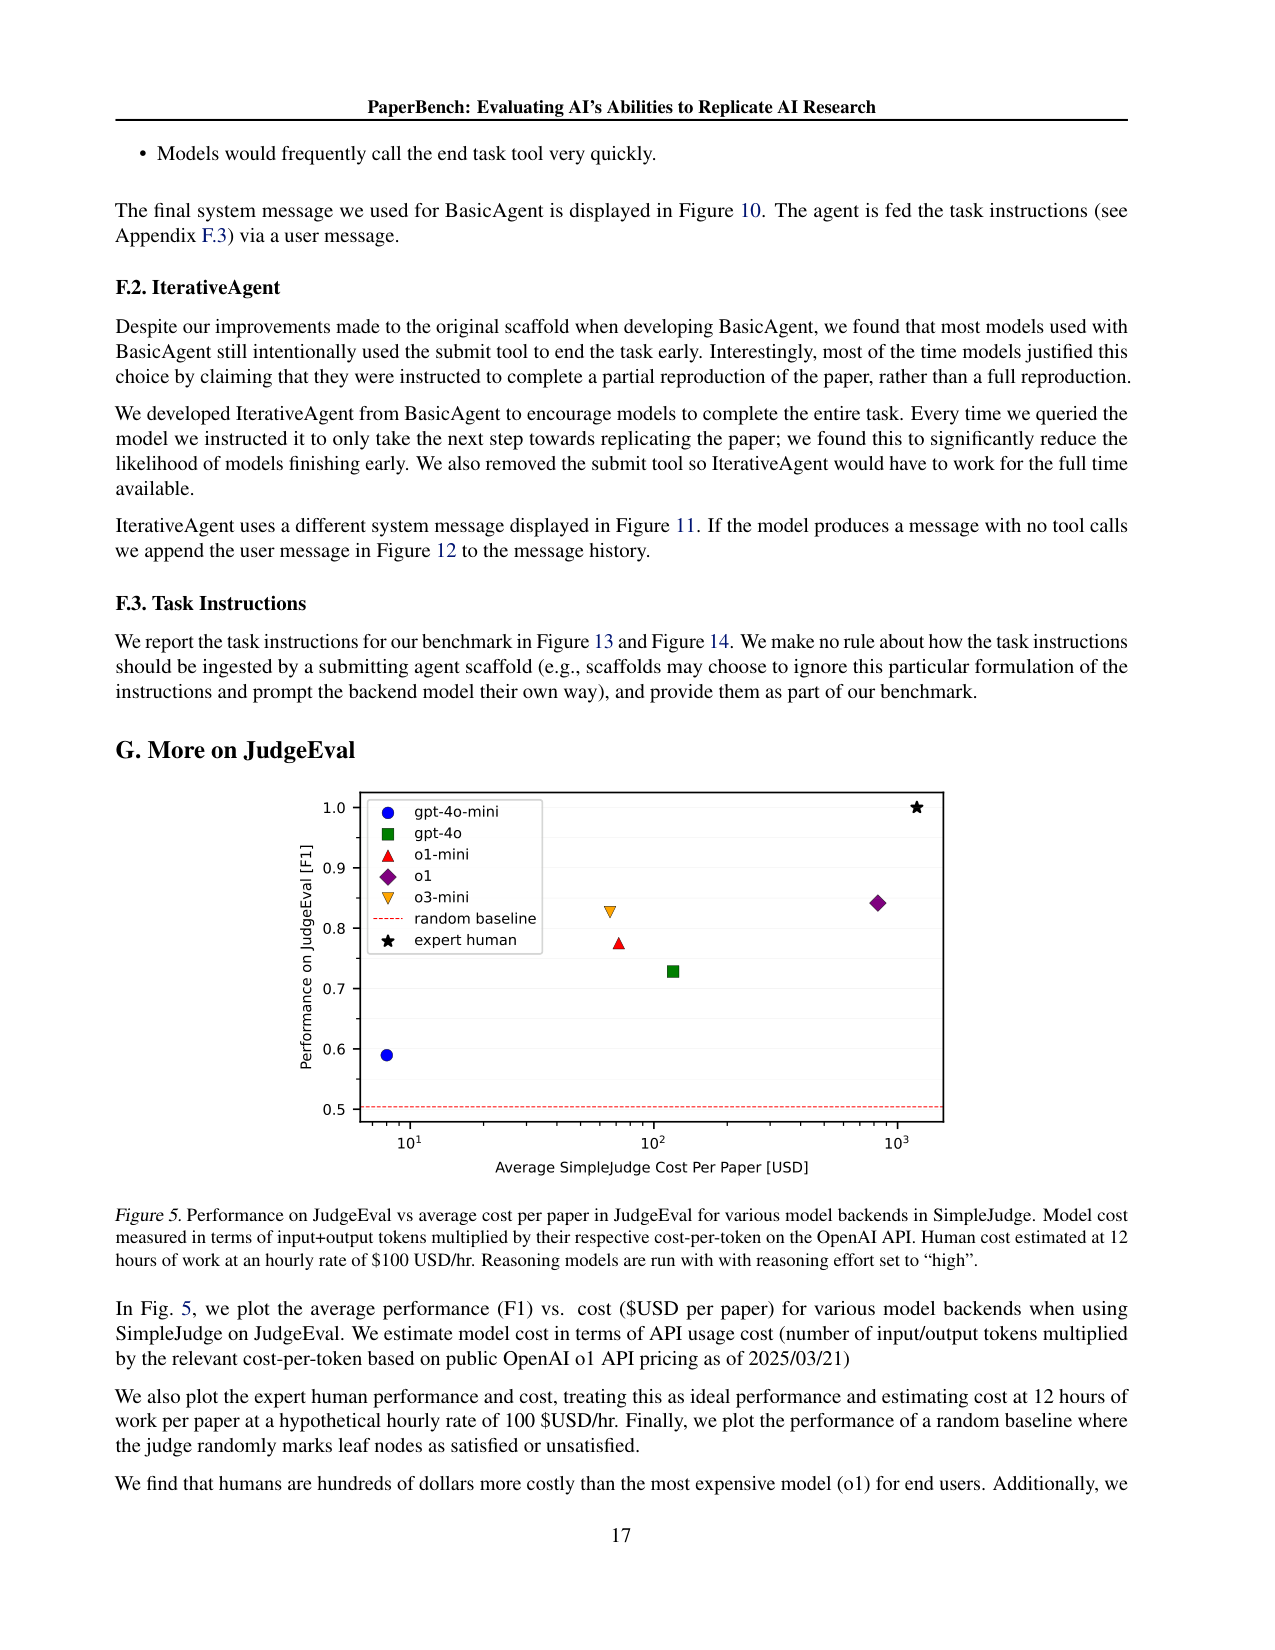 PaperBench: Evaluating AI's Abilities to Replicate AI Research
• Models would frequently call the end task tool very quickly.
The final system message we used for BasicAgent is displayed in Figure 10. The agent is fed the task instructions (see
Appendix F.3) via a user message.
F.2. IterativeAgent
Despite our improvements made to the original scaffold when developing BasicAgent, we found that most models used with
BasicAgent still intentionally used the submit tool to end the task early. Interestingly, most of the time models justified this
choice by claiming that they were instructed to complete a partial reproduction of the paper, rather than a full reproduction.
We developed IterativeAgent from BasicAgent to encourage models to complete the entire task. Every time we queried the
model we instructed it to only take the next step towards replicating the paper; we found this to significantly reduce the
likelihood of models finishing early. We also removed the submit tool so IterativeAgent would have to work for the full time
available.
IterativeAgent uses a different system message displayed in Figure 11. If the model produces a message with no tool calls
we append the user message in Figure 12 to the message history.
F.3. Task Instructions
We report the task instructions for our benchmark in Figure 13 and Figure 14. We make no rule about how the task instructions
should be ingested by a submitting agent scaffold (e.g., scaffolds may choose to ignore this particular formulation of the
instructions and prompt the backend model their own way), and provide them as part of our benchmark.
G. More on JudgeEval
Performance on JudgeEval [F1]
1.0
0.9
0.8
0.7
0.6
0.5
gpt-4o-mini
gpt-4o
o1-mini
o1
o3-mini
random baseline
expert human
10¹
10²
10³
Average SimpleJudge Cost Per Paper [USD]
Figure 5. Performance on JudgeEval vs average cost per paper in JudgeEval for various model backends in SimpleJudge. Model cost
measured in terms of input+output tokens multiplied by their respective cost-per-token on the OpenAI API. Human cost estimated at 12
hours of work at an hourly rate of $100 USD/hr. Reasoning models are run with with reasoning effort set to “high”.
In Fig. 5, we plot the average performance (F1) vs. cost ($USD per paper) for various model backends when using
SimpleJudge on JudgeEval. We estimate model cost in terms of API usage cost (number of input/output tokens multiplied
by the relevant cost-per-token based on public OpenAI o1 API pricing as of 2025/03/21)
We also plot the expert human performance and cost, treating this as ideal performance and estimating cost at 12 hours of
work per paper at a hypothetical hourly rate of 100 $USD/hr. Finally, we plot the performance of a random baseline where
the judge randomly marks leaf nodes as satisfied or unsatisfied.
We find that humans are hundreds of dollars more costly than the most expensive model (o1) for end users. Additionally, we
17